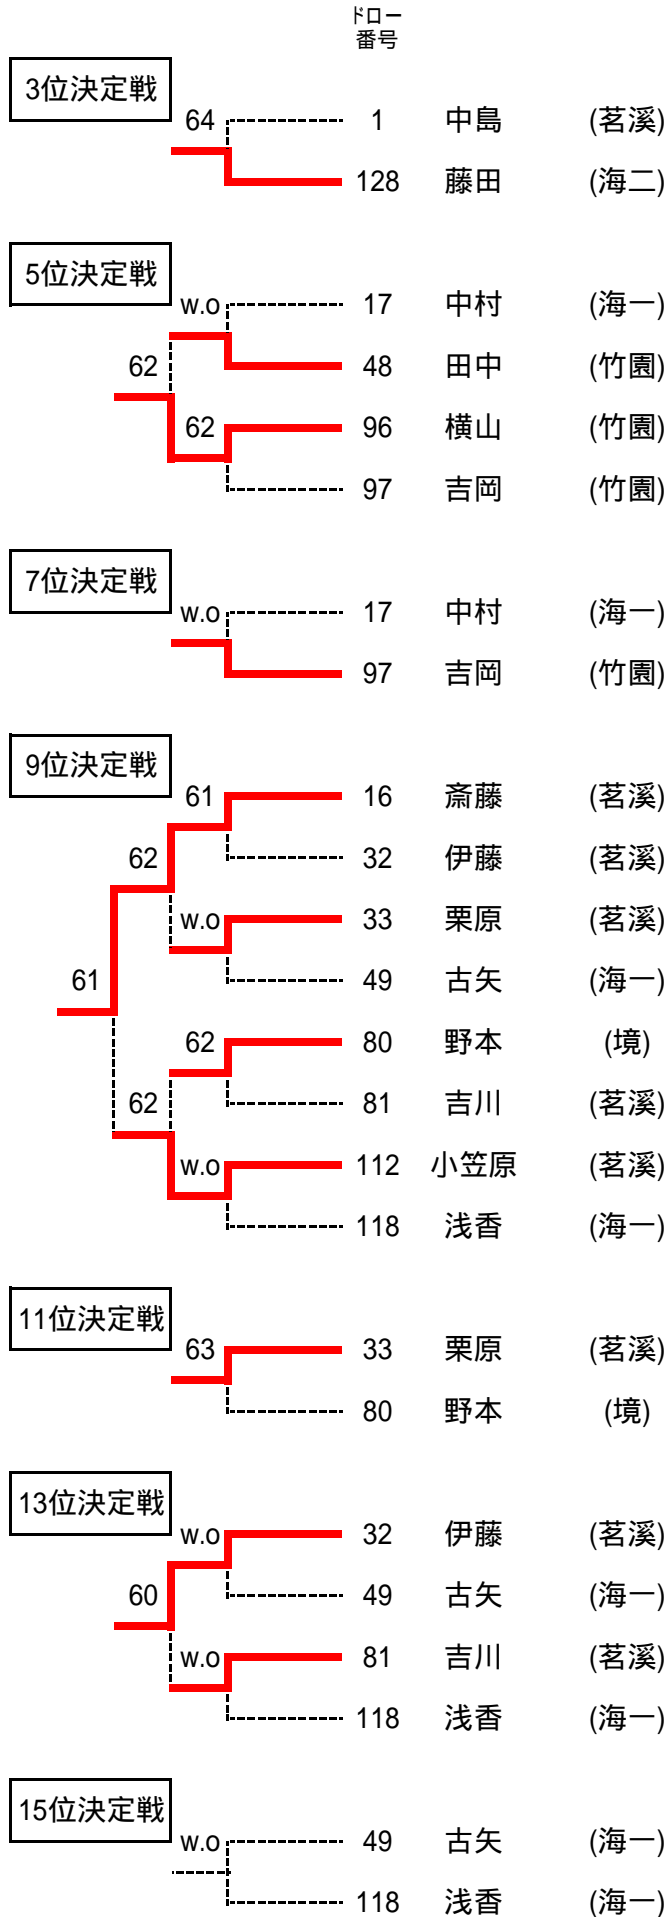 ドロー
番号
3位決定戦
64 1 中島 (茗溪)
128 藤田 (海二)
5位決定戦
w.o 17 中村 (海一)
62 48 田中 (竹園)
62 96 横山 (竹園)
97 吉岡 (竹園)
7位決定戦
w.o 17 中村 (海一)
97 吉岡 (竹園)
9位決定戦
61 16 斎藤 (茗溪)
62 32 伊藤 (茗溪)
w.o 33 栗原 (茗溪)
61 49 古矢 (海一)
62 80 野本 (境)
62 81 吉川 (茗溪)
w.o 112 小笠原 (茗溪)
118 浅香 (海一)
11位決定戦
63 33 栗原 (茗溪)
80 野本 (境)
13位決定戦
w.o 32 伊藤 (茗溪)
60 49 古矢 (海一)
w.o 81 吉川 (茗溪)
118 浅香 (海一)
15位決定戦
w.o 49 古矢 (海一)
118 浅香 (海一)